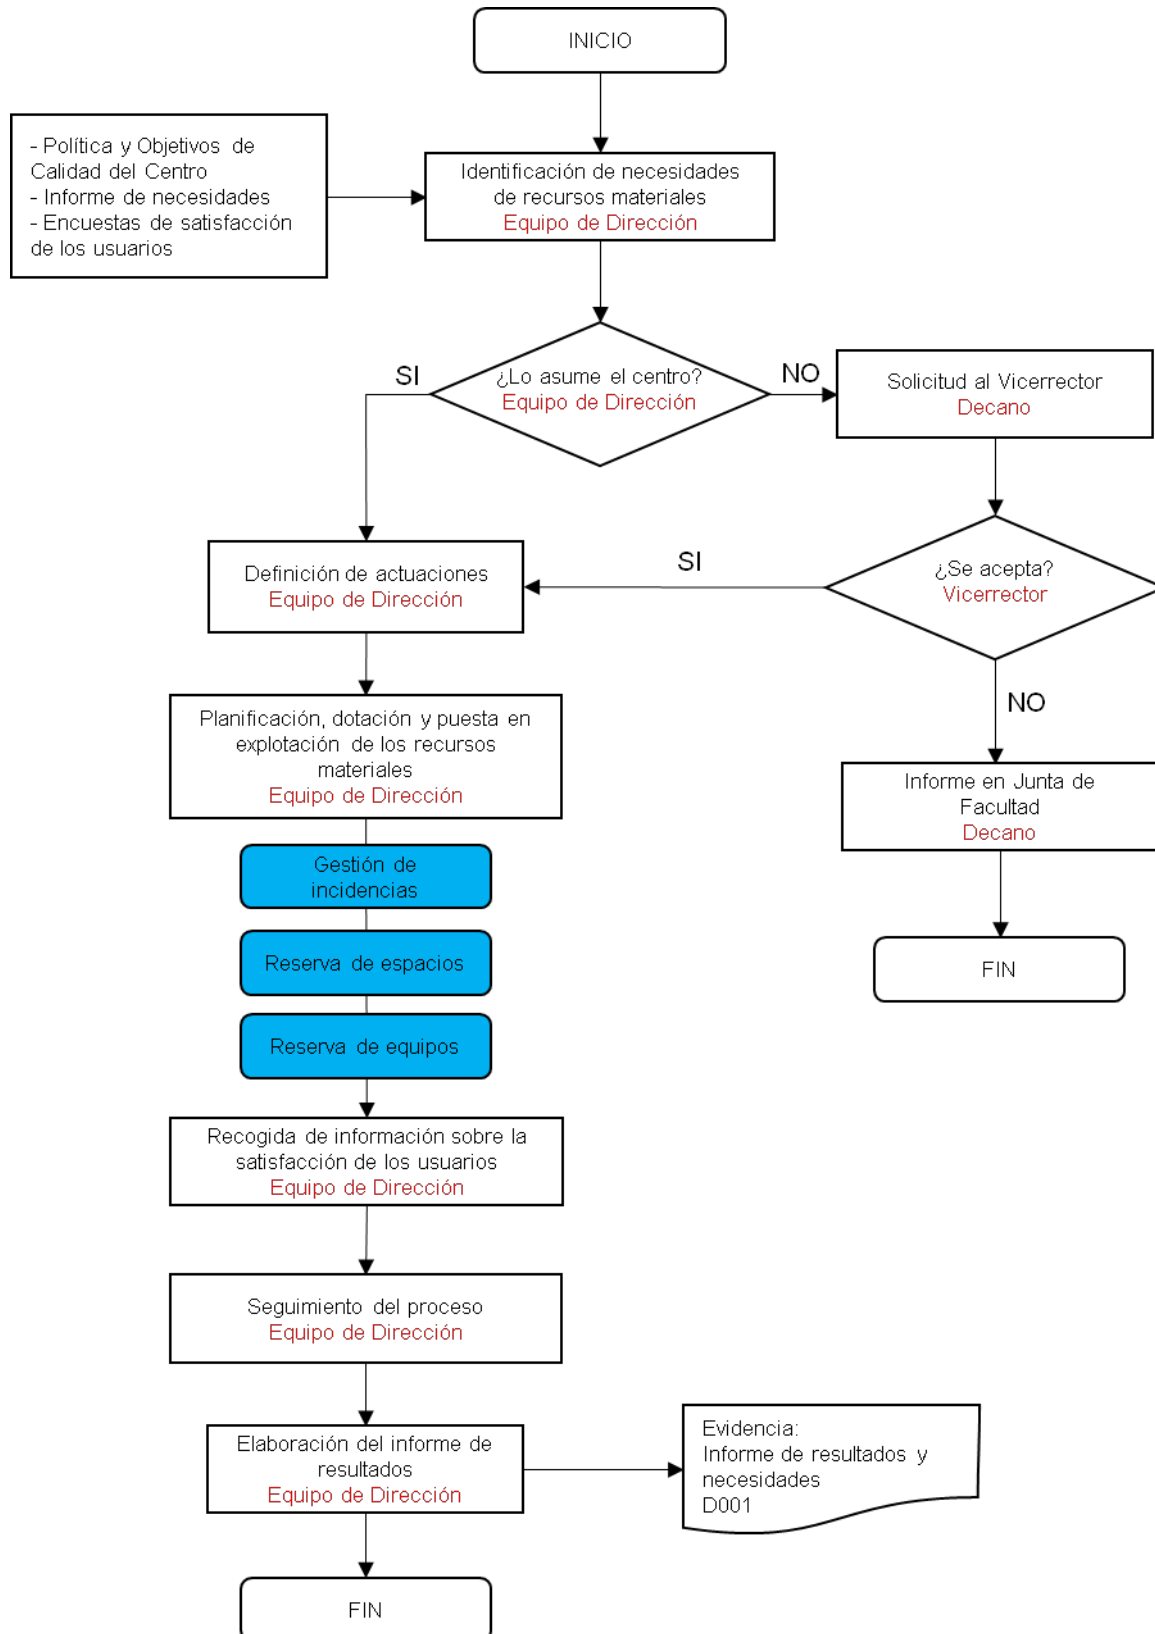 INICIO
- Política y Objetivos de
Calidad del Centro
- Informe de necesidades
- Encuestas de satisfacción
de los usuarios
Identificación de necesidades
de recursos materiales
Equipo de Dirección
SI
¿Lo asume el centro?
Equipo de Dirección
NO
Solicitud al Vicerrector
Decano
Definición de actuaciones
Equipo de Dirección
SI
¿Se acepta?
Vicerrector
NO
Planificación, dotación y puesta en
explotación de los recursos
materiales
Equipo de Dirección
Informe en Junta de
Facultad
Decano
Gestión de
incidencias
Reserva de espacios
FIN
Reserva de equipos
Recogida de información sobre la
satisfacción de los usuarios
Equipo de Dirección
Seguimiento del proceso
Equipo de Dirección
Elaboración del informe de
resultados
Equipo de Dirección
Evidencia:
Informe de resultados y
necesidades
D001
FIN